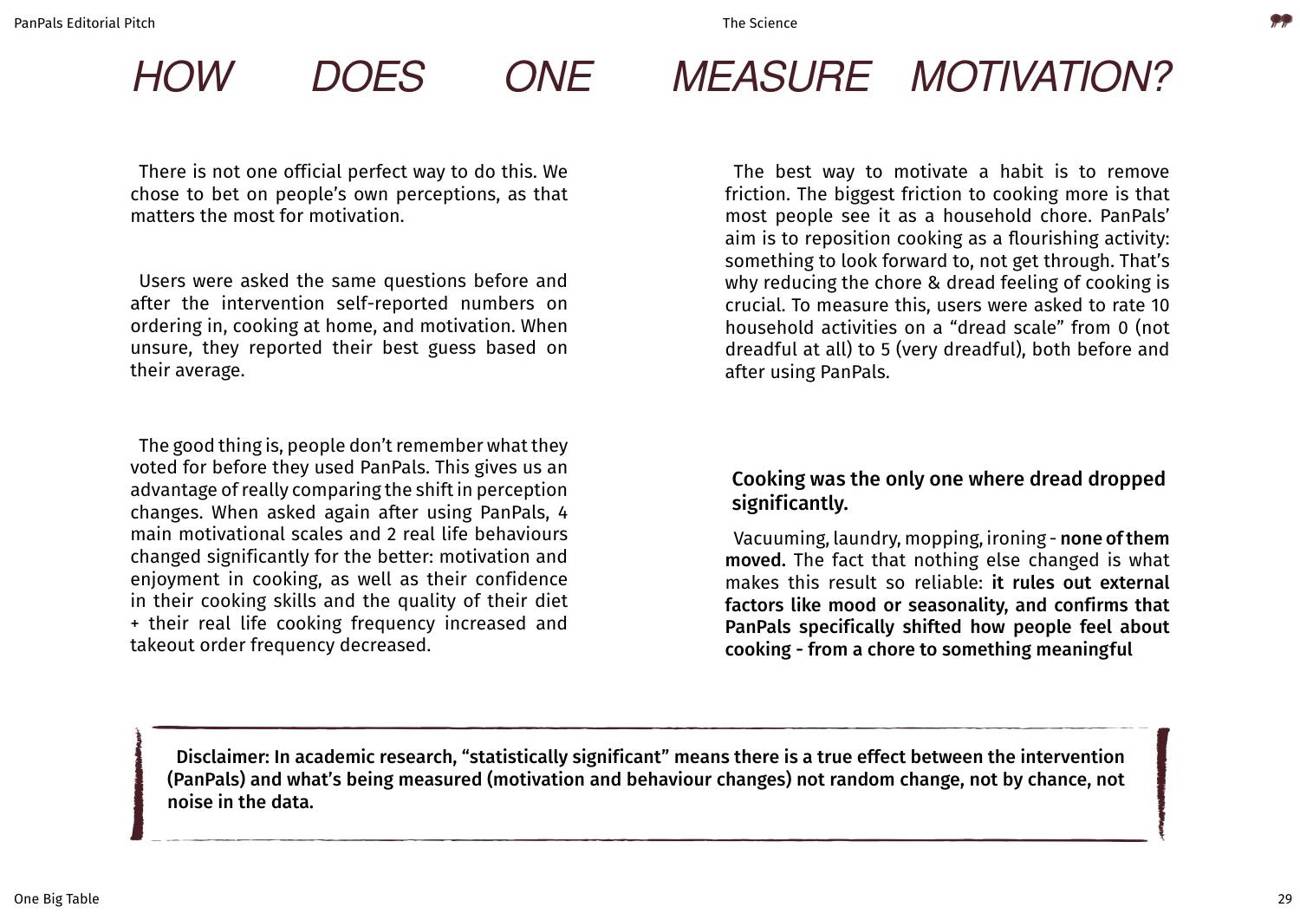 PanPals Editorial Pitch
The Science
HOW DOES ONE MEASURE MOTIVATION?
There is not one official perfect way to do this. We
chose to bet on people’s own perceptions, as that
matters the most for motivation.
Users were asked the same questions before and
after the intervention self-reported numbers on
ordering in, cooking at home, and motivation. When
unsure, they reported their best guess based on
their average.
The good thing is, people don’t remember what they
voted for before they used PanPals. This gives us an
advantage of really comparing the shift in perception
changes. When asked again after using PanPals, 4
main motivational scales and 2 real life behaviours
changed significantly for the better: motivation and
enjoyment in cooking, as well as their confidence
in their cooking skills and the quality of their diet
+ their real life cooking frequency increased and
takeout order frequency decreased.
The best way to motivate a habit is to remove
friction. The biggest friction to cooking more is that
most people see it as a household chore. PanPals’
aim is to reposition cooking as a flourishing activity:
something to look forward to, not get through. That’s
why reducing the chore & dread feeling of cooking is
crucial. To measure this, users were asked to rate 10
household activities on a “dread scale” from 0 (not
dreadful at all) to 5 (very dreadful), both before and
after using PanPals.
Cooking was the only one where dread dropped
significantly.
Vacuuming, laundry, mopping, ironing - none of them
moved. The fact that nothing else changed is what
makes this result so reliable: it rules out external
factors like mood or seasonality, and confirms that
PanPals specifically shifted how people feel about
cooking - from a chore to something meaningful
Disclaimer: In academic research, “statistically significant” means there is a true effect between the intervention
(PanPals) and what’s being measured (motivation and behaviour changes) not random change, not by chance, not
noise in the data.
One Big Table
29